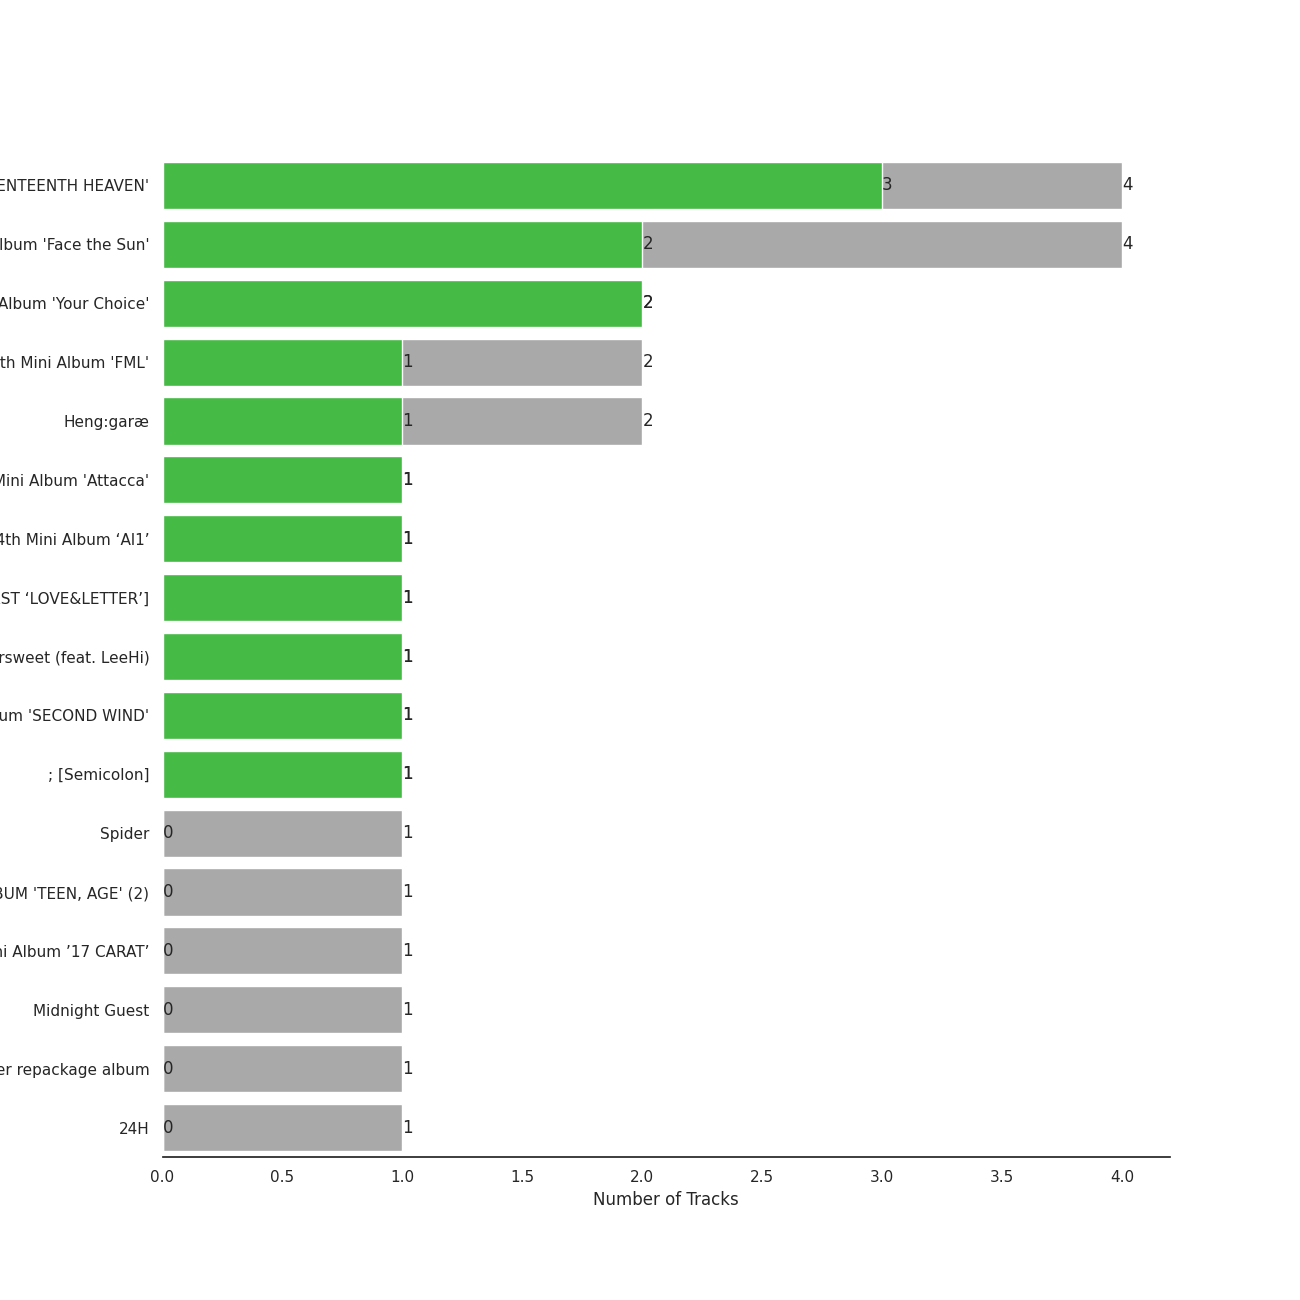 ENTEENTH HEAVEN' 3 4
lbum 'Face the Sun' 2 4
Album 'Your Choice' 2
th Mini Album 'FML' 1 2
Heng:garæ 1 2
Mini Album 'Attacca' 1
4th Mini Album ‘Al1’ 1
ST ‘LOVE&LETTER’] 1
rsweet (feat. LeeHi) 1
um 'SECOND WIND' 1
; [Semicolon] 1
Spider 0 1
BUM 'TEEN, AGE' (2) 0 1
ni Album ’17 CARAT’ 0 1
Midnight Guest 0 1
er repackage album 0 1
24H 0 1
0.0 0.5 1.0 1.5 2.0 2.5 3.0 3.5 4.0
Number of Tracks